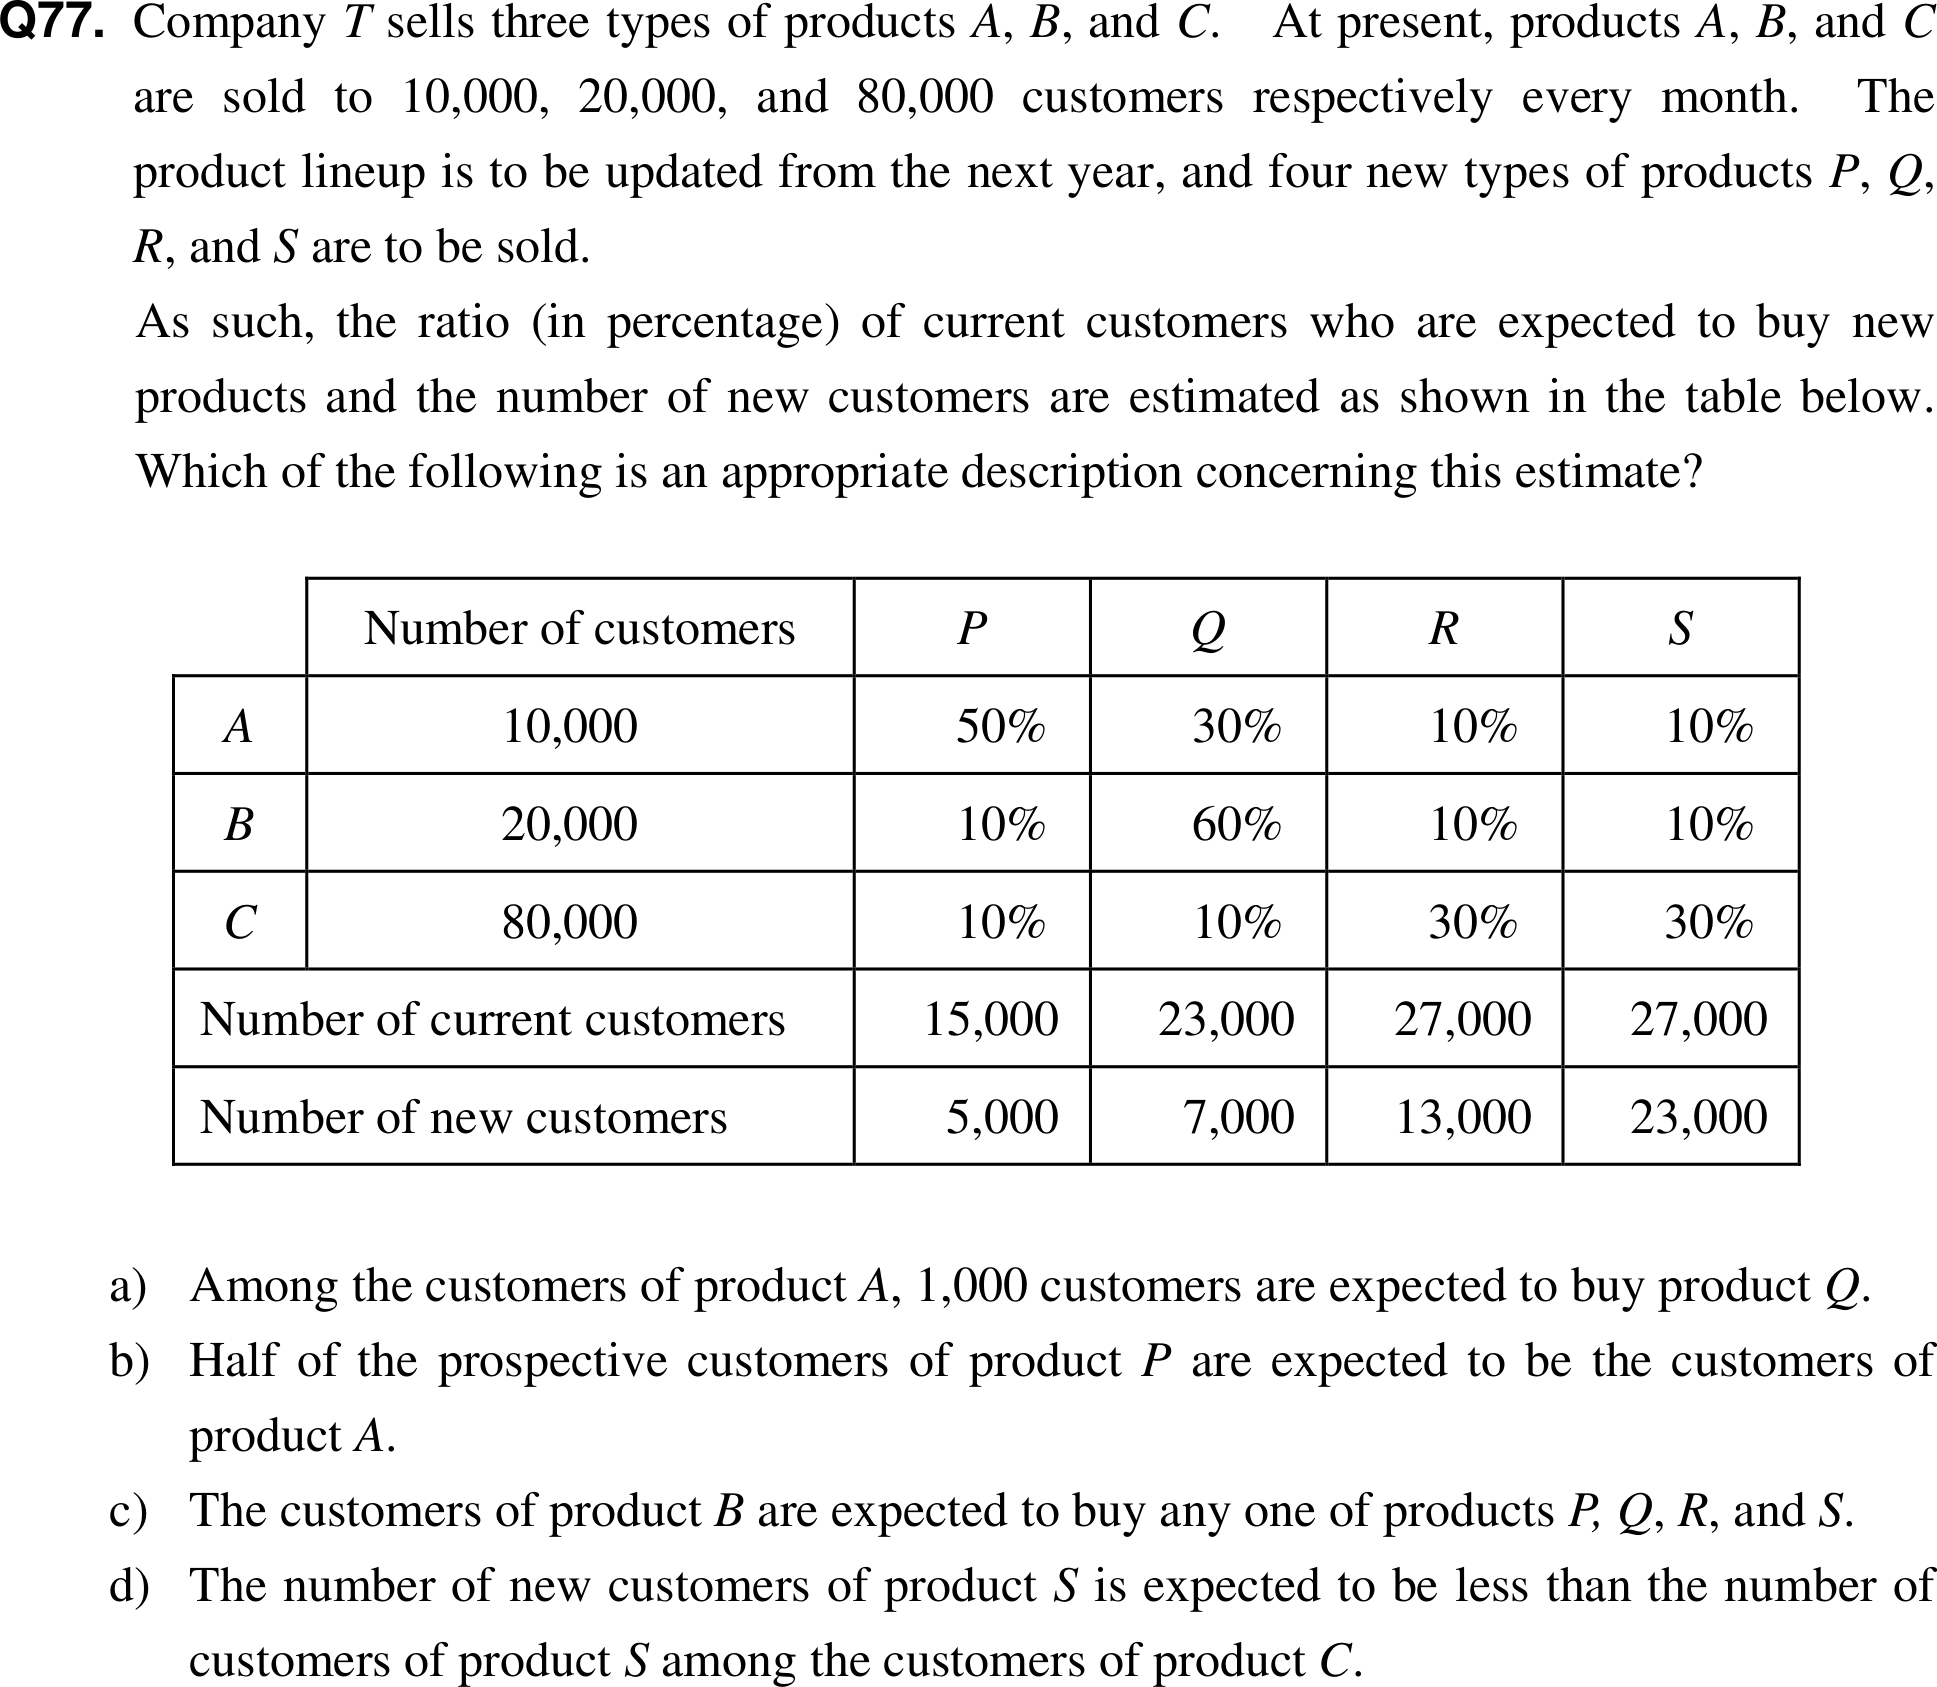 Q77. Company T sells three types of products A, B, and C. At present, products A, B, and C
are sold to 10,000, 20,000, and 80,000 customers respectively every month. The
product lineup is to be updated from the next year, and four new types of products P, Q,
R, and S are to be sold.
As such, the ratio (in percentage) of current customers who are expected to buy new
products and the number of new customers are estimated as shown in the table below.
Which of the following is an appropriate description concerning this estimate?
Number of customers P Q R S
A 10,000 50% 30% 10% 10%
B 20,000 10% 60% 10% 10%
C 80,000 10% 10% 30% 30%
Number of current customers 15,000 23,000 27,000 27,000
Number of new customers 5,000 7,000 13,000 23,000
a) Among the customers of product A, 1,000 customers are expected to buy product Q.
b) Half of the prospective customers of product P are expected to be the customers of
product A.
c) The customers of product B are expected to buy any one of products P, Q, R, and S.
d) The number of new customers of product S is expected to be less than the number of
customers of product S among the customers of product C.